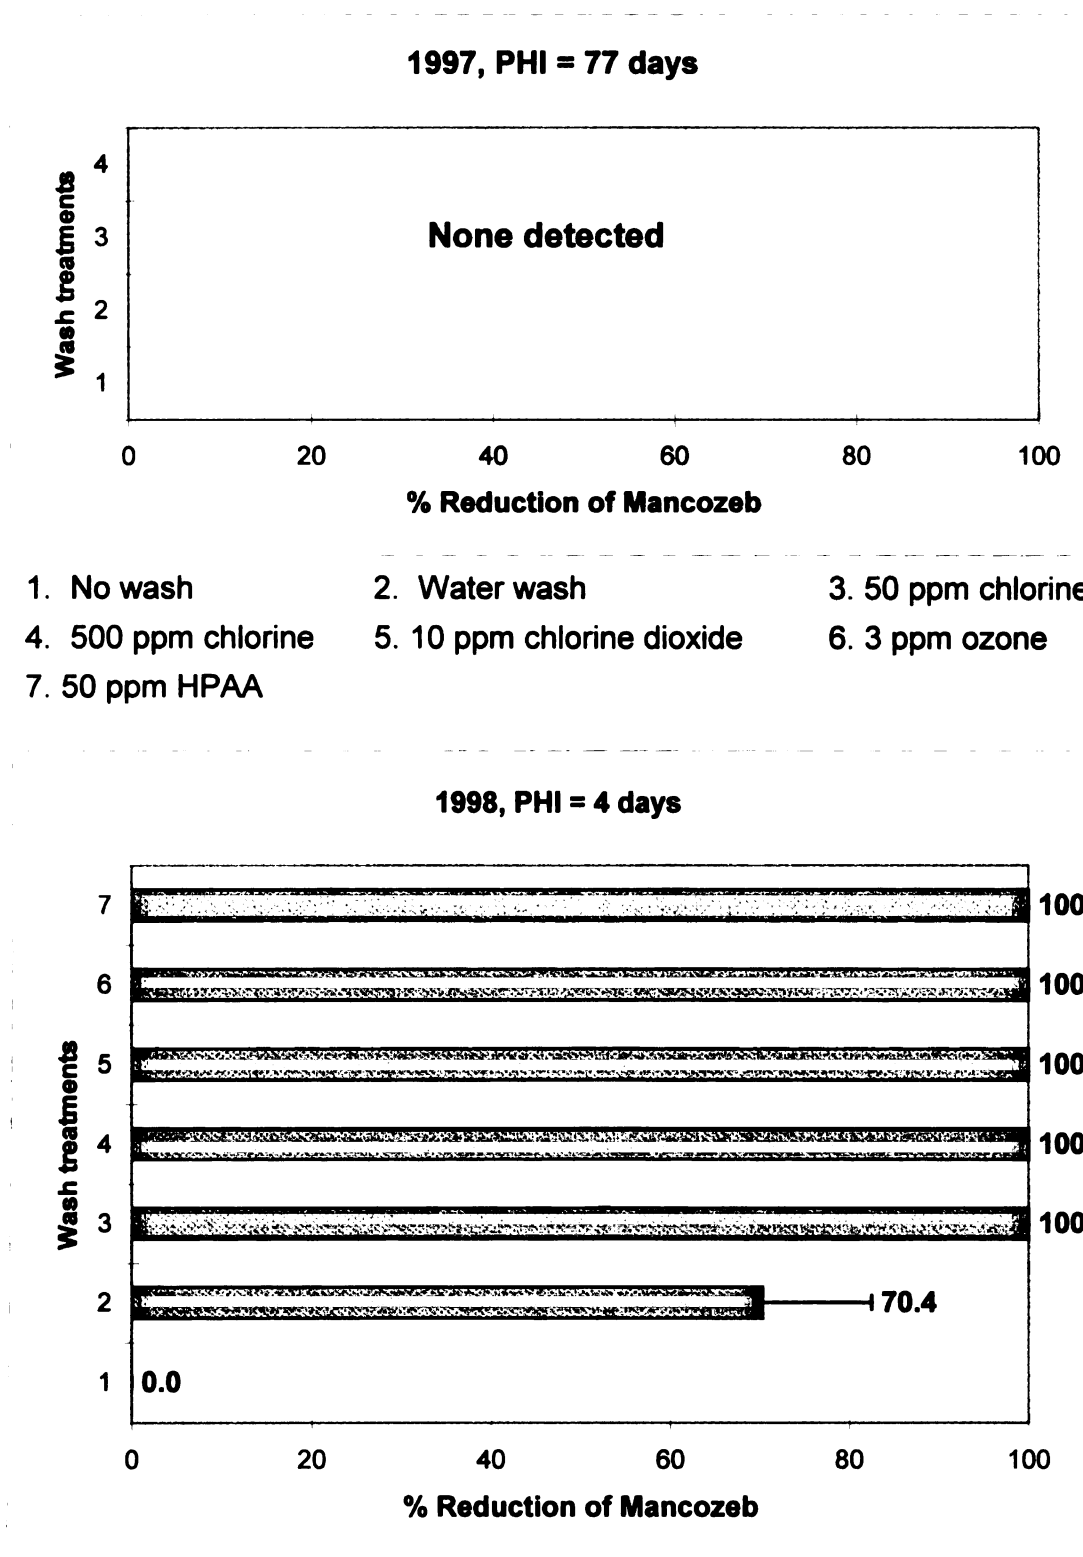 1997, PHI = 77 days
Wash treatments
4
3
2
1
None detected
0 20 40 60 80 100
% Reduction of Mancozeb
1. No wash 2. Water wash 3. 50 ppm chlorine
4. 500 ppm chlorine 5. 10 ppm chlorine dioxide 6. 3 ppm ozone
7. 50 ppm HPAA
1998, PHI = 4 days
Wash treatments
7 100
6 100
5 100
4 100
3 100
2 70.4
1 0.0
0 20 40 60 80 100
% Reduction of Mancozeb